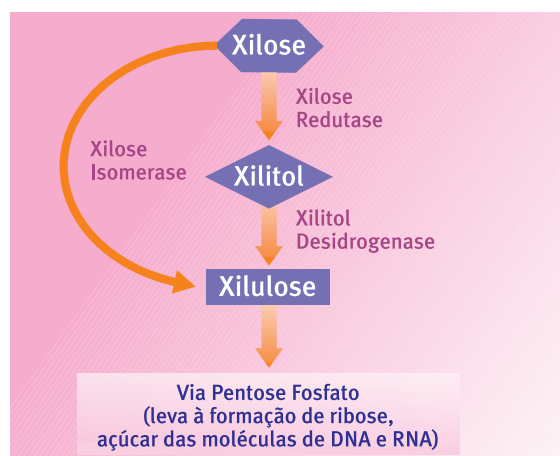 Xilose
Xilose
Redutase
Xilose
Isomerase
Xilitol
Xilitol
Desidrogenase
Xilulose
Via Pentose Fosfato
(leva à formação de ribose,
açúcar das moléculas de DNA e RNA)